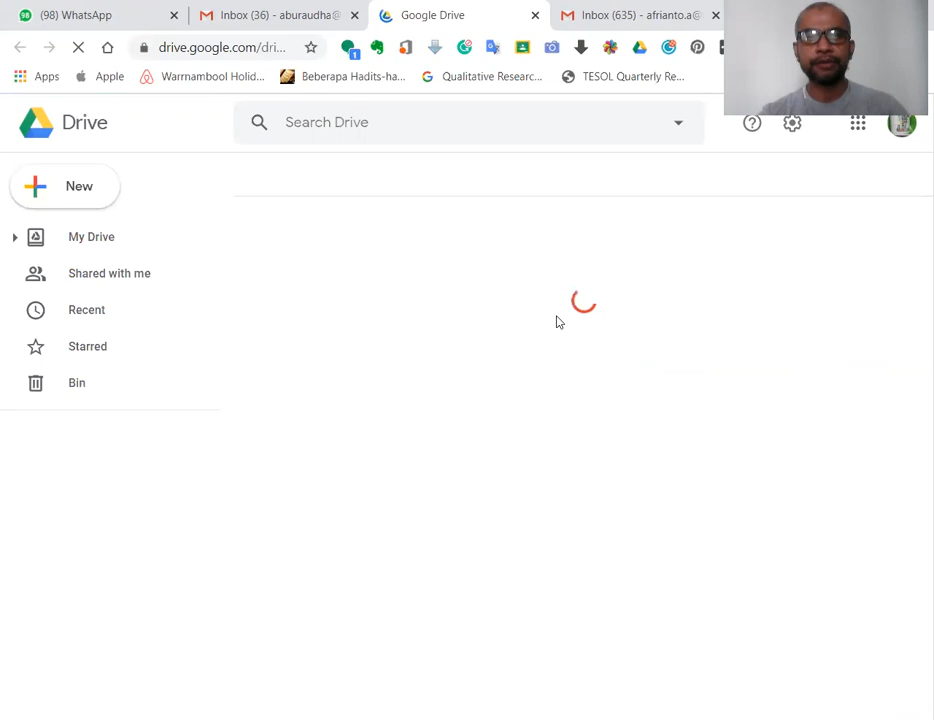 98 (98) WhatsApp
Inbox (36) - aburaudha@
Google Drive
Inbox (635) - afrianto.a@
drive.google.com/dri...
1
Apps
Apple
Warrnambool Holid...
Beberapa Hadits-ha...
Qualitative Researc...
TESOL Quarterly Re...
Drive
Search Drive
New
My Drive
Shared with me
Recent
Starred
Bin